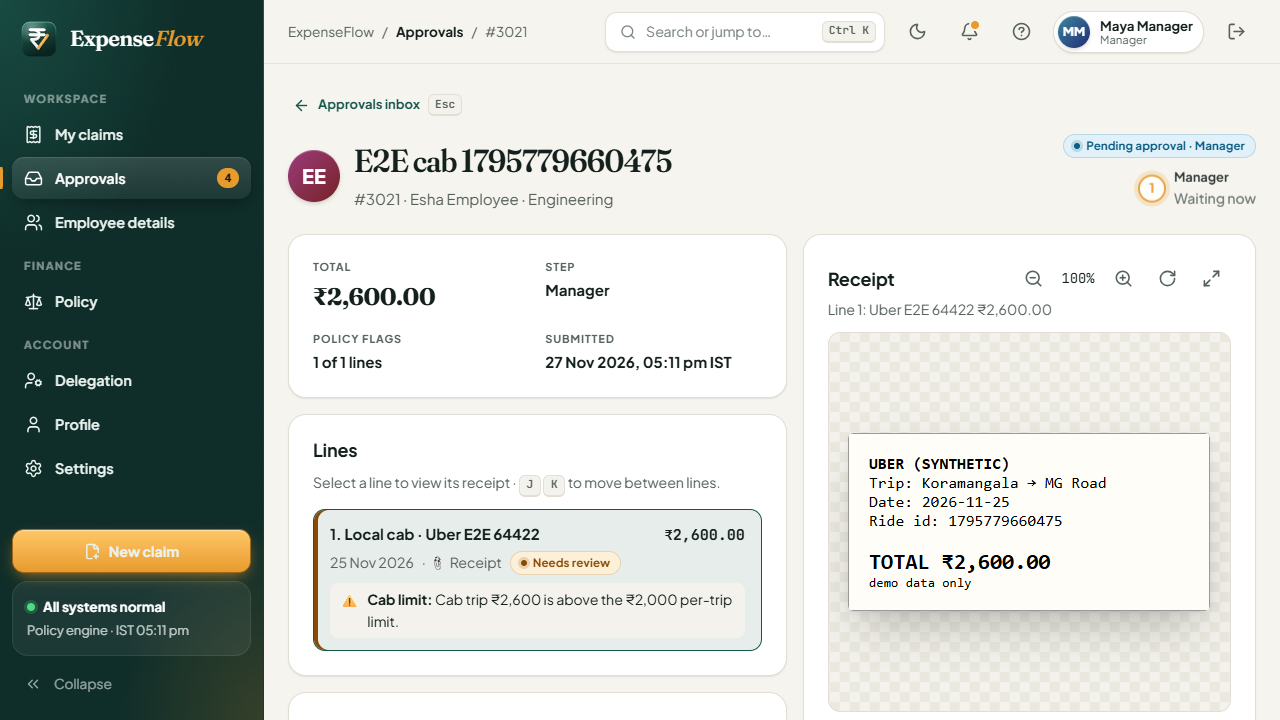 ExpenseFlow
WORKSPACE
My claims
Approvals
4
Employee details
FINANCE
Policy
ACCOUNT
Delegation
Profile
Settings
New claim
All systems normal
Policy engine · IST 05:11 pm
Collapse
ExpenseFlow / Approvals / #3021
Search or jump to...
Ctrl K
MM
Maya Manager
Manager
Approvals inbox
Esc
EE
E2E cab 1795779660475
#3021 · Esha Employee · Engineering
Pending approval · Manager
1
Manager
Waiting now
TOTAL
₹2,600.00
STEP
Manager
POLICY FLAGS
1 of 1 lines
SUBMITTED
27 Nov 2026, 05:11 pm IST
Lines
Select a line to view its receipt · J K to move between lines.
1. Local cab · Uber E2E 64422
₹2,600.00
25 Nov 2026 · Receipt
Needs review
Cab limit: Cab trip ₹2,600 is above the ₹2,000 per-trip
limit.
Receipt
100%
Line 1: Uber E2E 64422 ₹2,600.00
UBER (SYNTHETIC)
Trip: Koramangala → MG Road
Date: 2026-11-25
Ride id: 1795779660475
TOTAL ₹2,600.00
demo data only